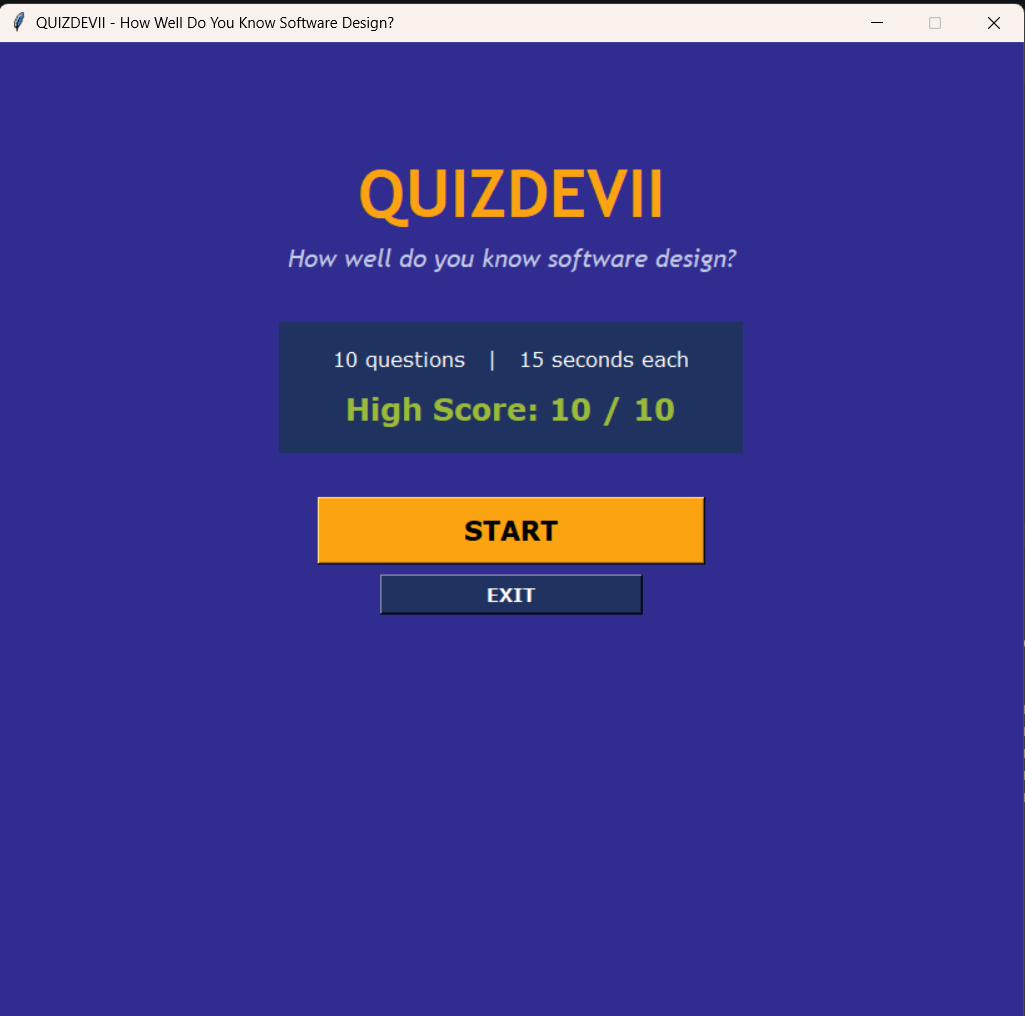 QUIZDEVII - How Well Do You Know Software Design?
QUIZDEVII
How well do you know software design?
10 questions | 15 seconds each
High Score: 10 / 10
START
EXIT